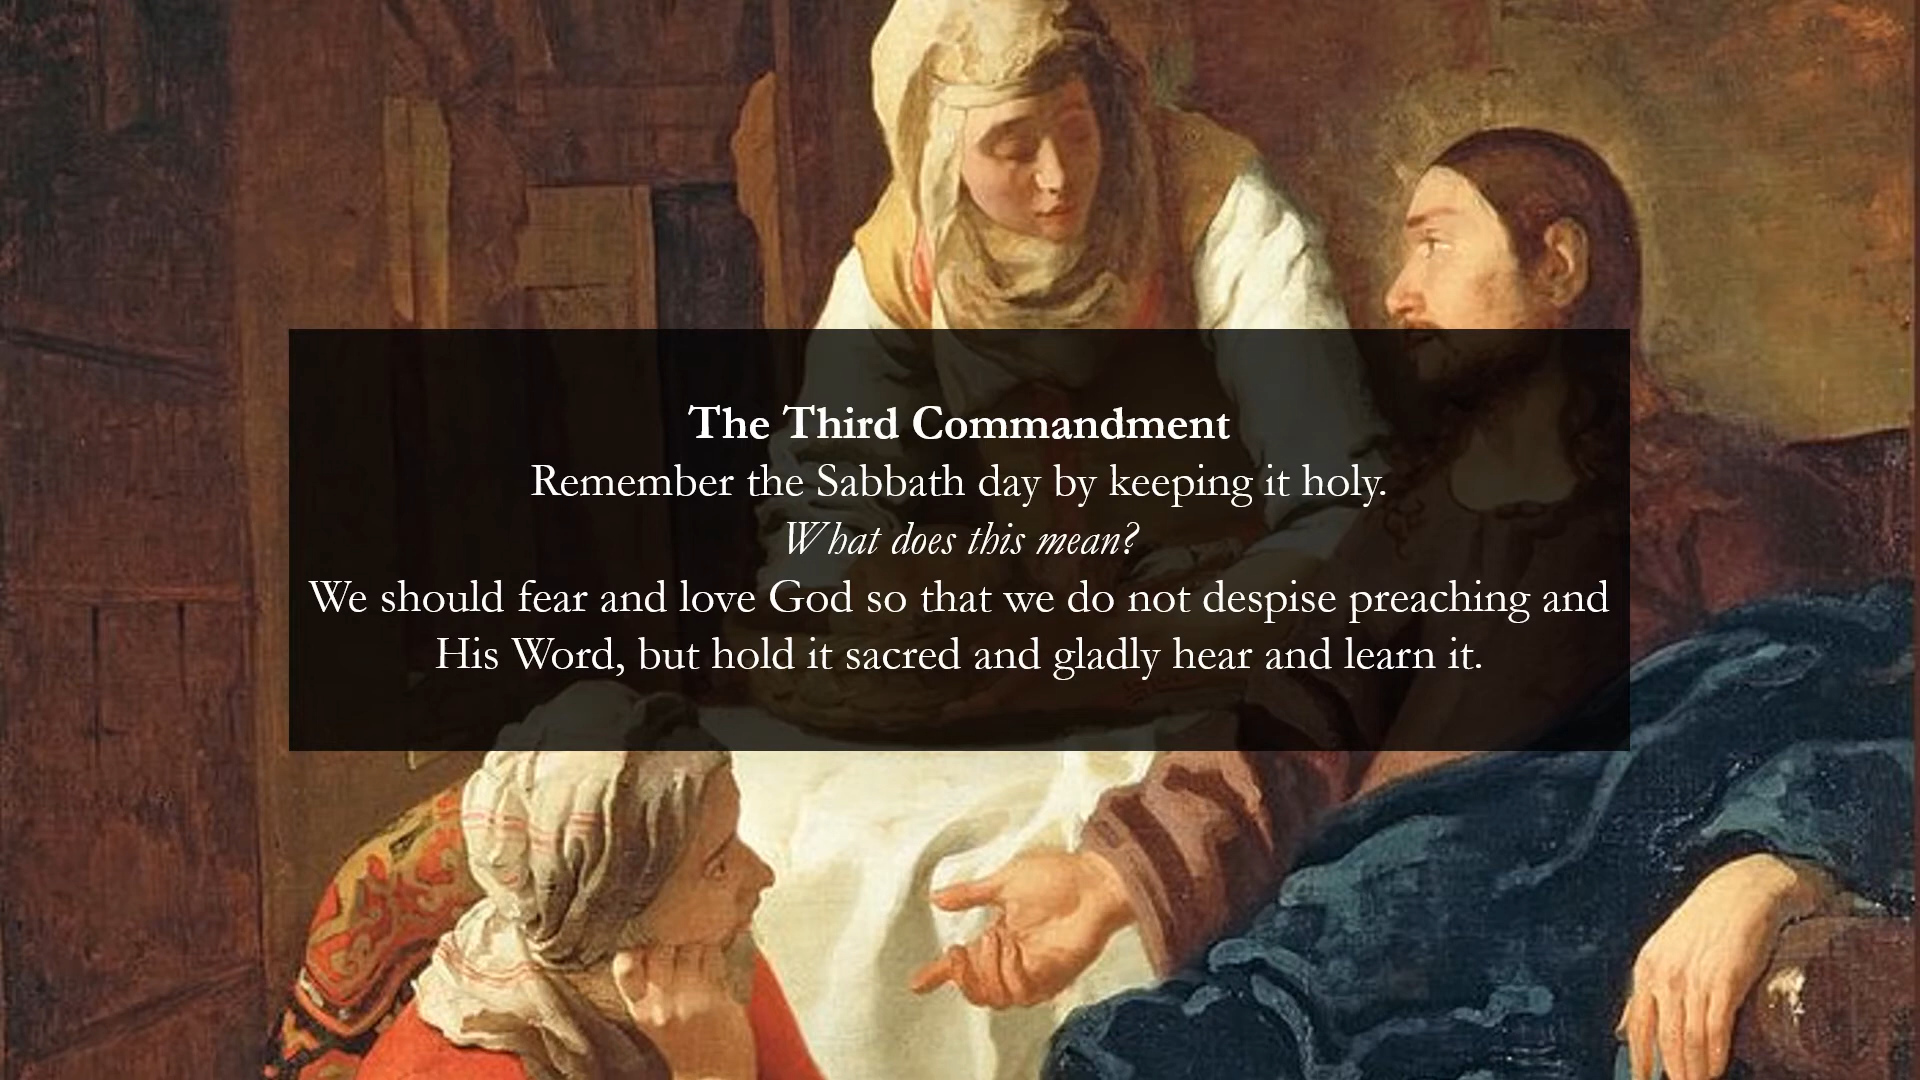 The Third Commandment
Remember the Sabbath day by keeping it holy.
What does this mean?
We should fear and love God so that we do not despise preaching and
His Word, but hold it sacred and gladly hear and learn it.